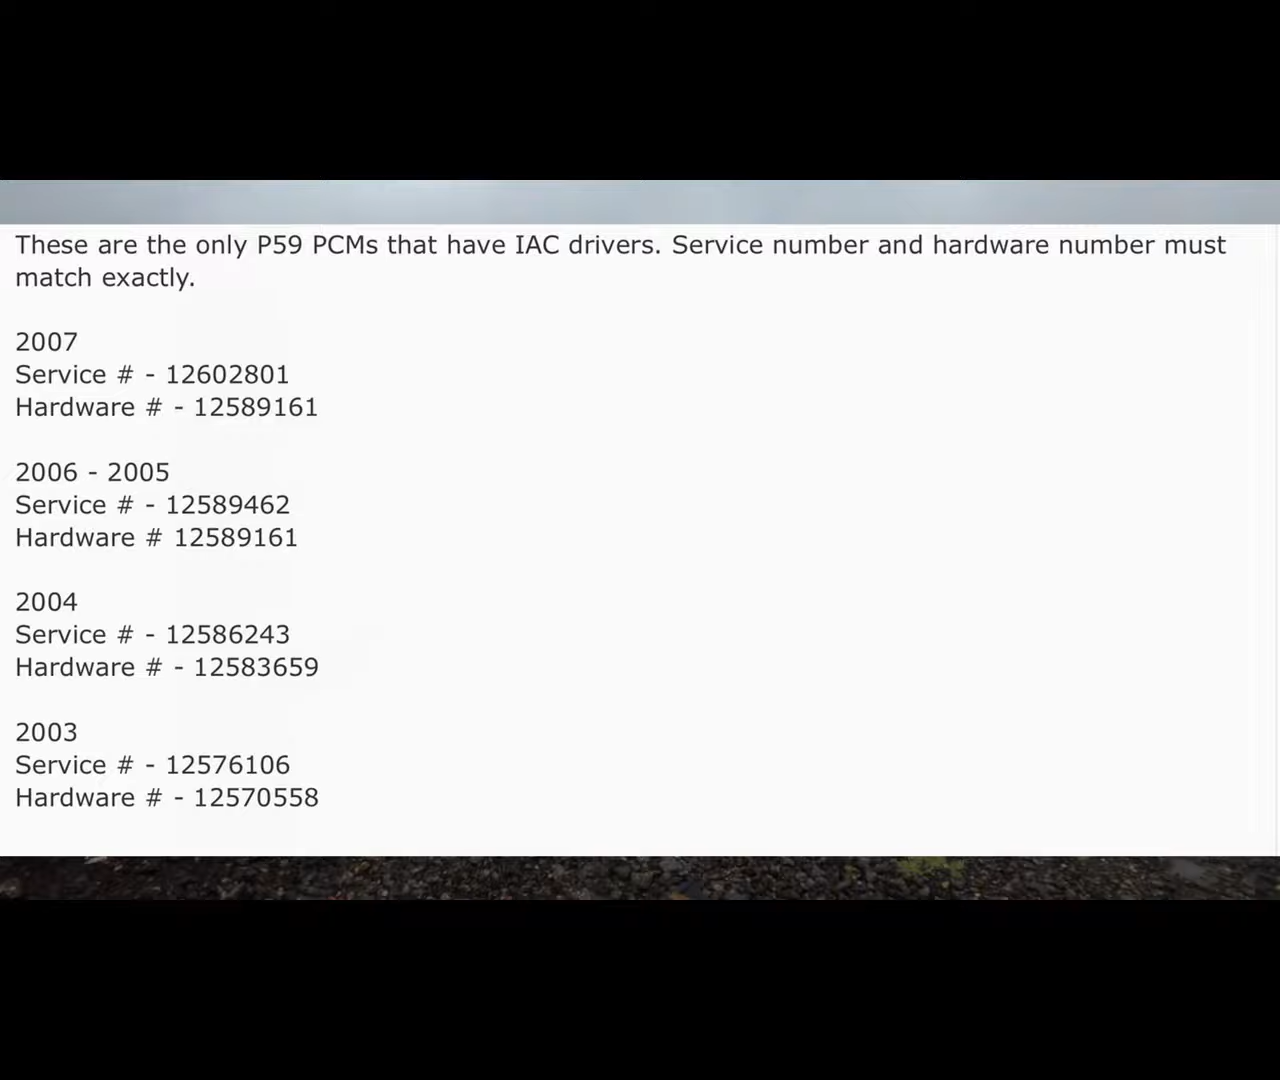 These are the only P59 PCMs that have IAC drivers. Service number and hardware number must
match exactly.
2007
Service # - 12602801
Hardware # - 12589161
2006 - 2005
Service # - 12589462
Hardware # 12589161
2004
Service # - 12586243
Hardware # - 12583659
2003
Service # - 12576106
Hardware # - 12570558